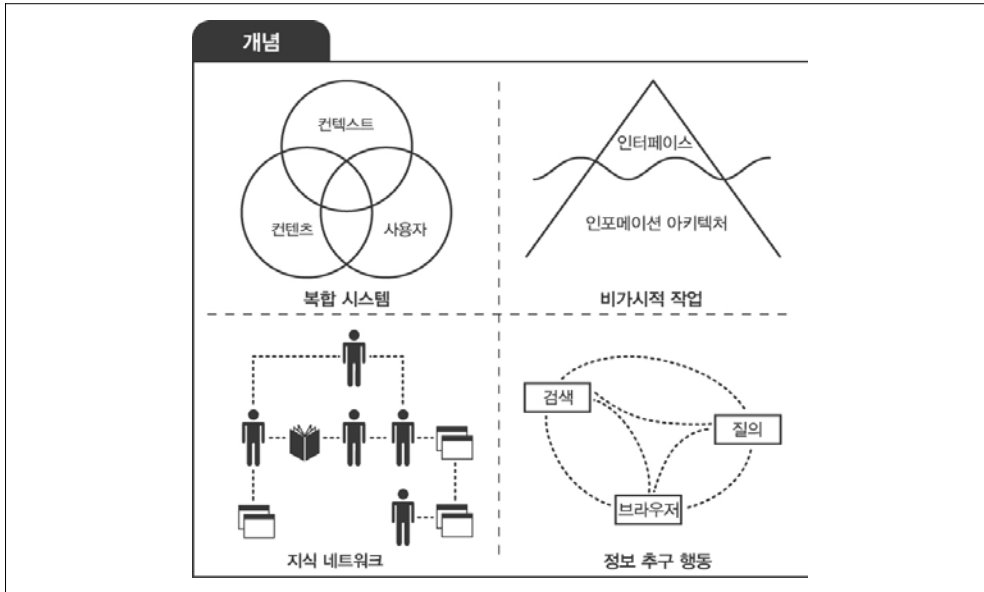 개념
컨텍스트
컨텐츠
사용자
복합 시스템
인터페이스
인포메이션 아키텍처
비가시적 작업
지식 네트워크
검색
질의
브라우저
정보 추구 행동